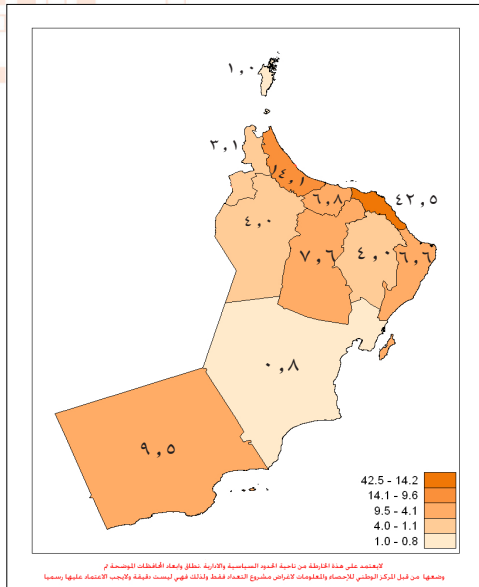 ١,٠
٣,١
١٤,١
٦,٨
٤٢,٥
٤,٠
٧,٦
٤,٠
٦,٦
٠,٨
٩,٥
42.5 - 14.2
14.1 - 9.6
9.5 - 4.1
4.0 - 1.1
1.0 - 0.8
لايعتمد على هذة الخارطة من ناحية الحدود السياسية والادارية .نطاق وابعاد المحافظات الموضحة تم
وضعها من قبل المركز الوطني للإحصاء والمعلومات لاغراض مشروع التعداد فقط ولذلك فهي ليست دقيقة ولايجب الاعتماد عليها رسميا